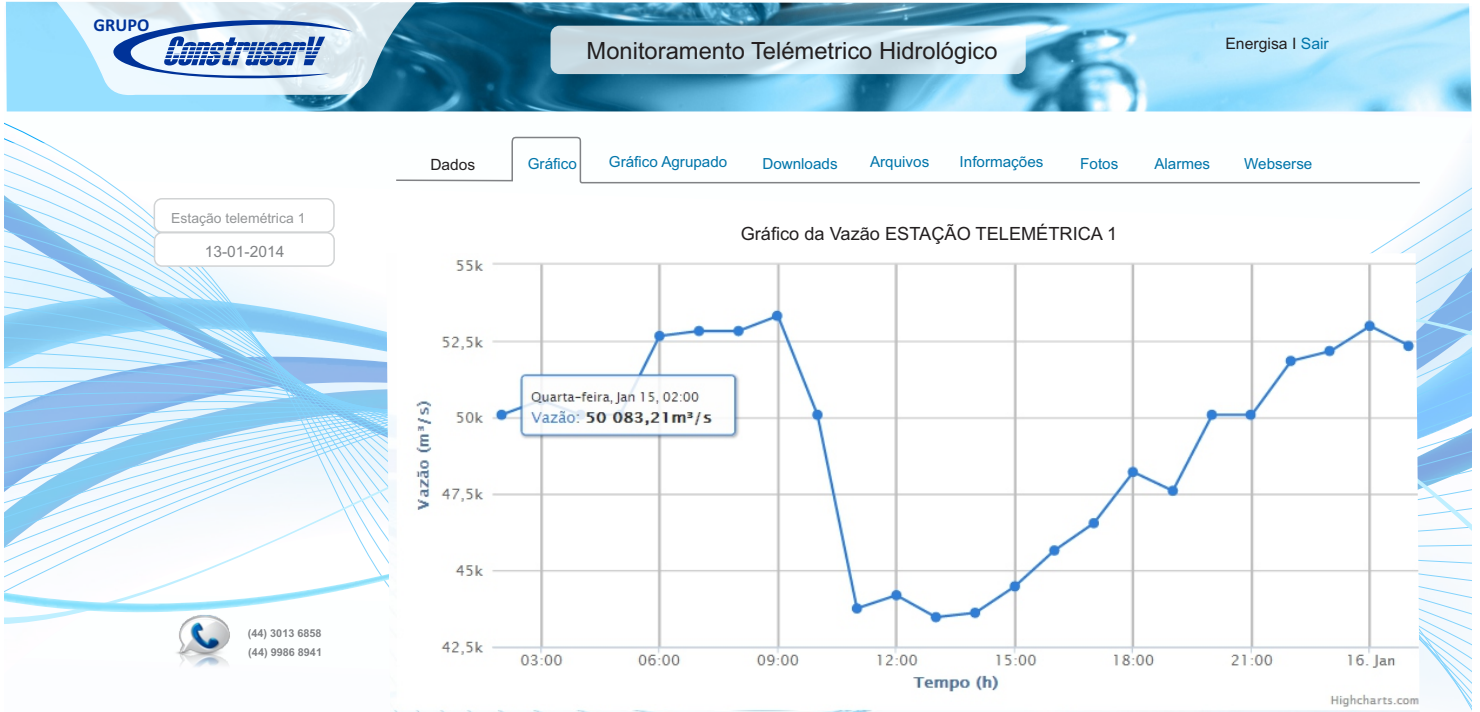 GRUPO
ConstruserV
Monitoramento Telémetrico Hidrológico
Energisa I Sair
Dados Gráfico Gráfico Agrupado Downloads Arquivos Informações Fotos Alarmes Webserse
Estação telemétrica 1
13-01-2014
Gráfico da Vazão ESTAÇÃO TELEMÉTRICA 1
55k
52,5k
50k
47,5k
45k
42,5k
Vazão (m³/s)
Quarta-feira, Jan 15, 02:00
Vazão: 50 083,21m³/s
03:00 06:00 09:00 12:00 15:00 18:00 21:00 16. Jan
Tempo (h)
Highcharts.com
(44) 3013 6858
(44) 9986 8941